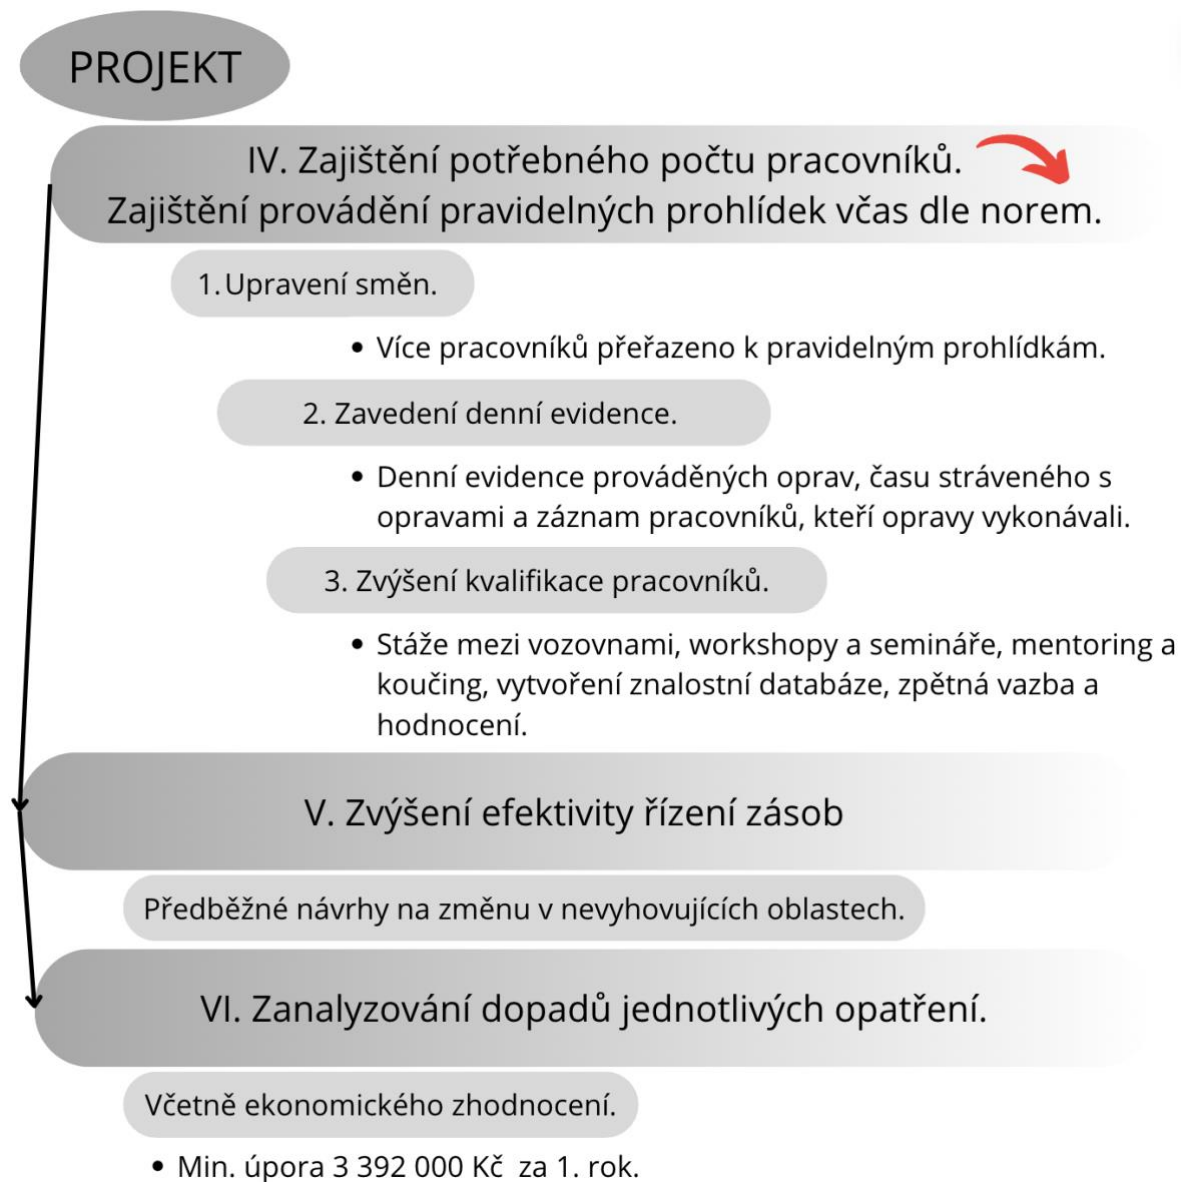 PROJEKT
IV. Zajištění potřebného počtu pracovníků.
Zajištění provádění pravidelných prohlídek včas dle norem.
1. Upravení směn.
• Více pracovníků přeřazeno k pravidelným prohlídkám.
2. Zavedení denní evidence.
• Denní evidence prováděných oprav, času stráveného s
opravami a záznam pracovníků, kteří opravy vykonávali.
3. Zvýšení kvalifikace pracovníků.
• Stáže mezi vozovnami, workshopy a semináře, mentoring a
koučing, vytvoření znalostní databáze, zpětná vazba a
hodnocení.
V. Zvýšení efektivity řízení zásob
Předběžné návrhy na změnu v nevyhovujících oblastech.
VI. Zanalyzování dopadů jednotlivých opatření.
Včetně ekonomického zhodnocení.
• Min. úpora 3 392 000 Kč za 1. rok.